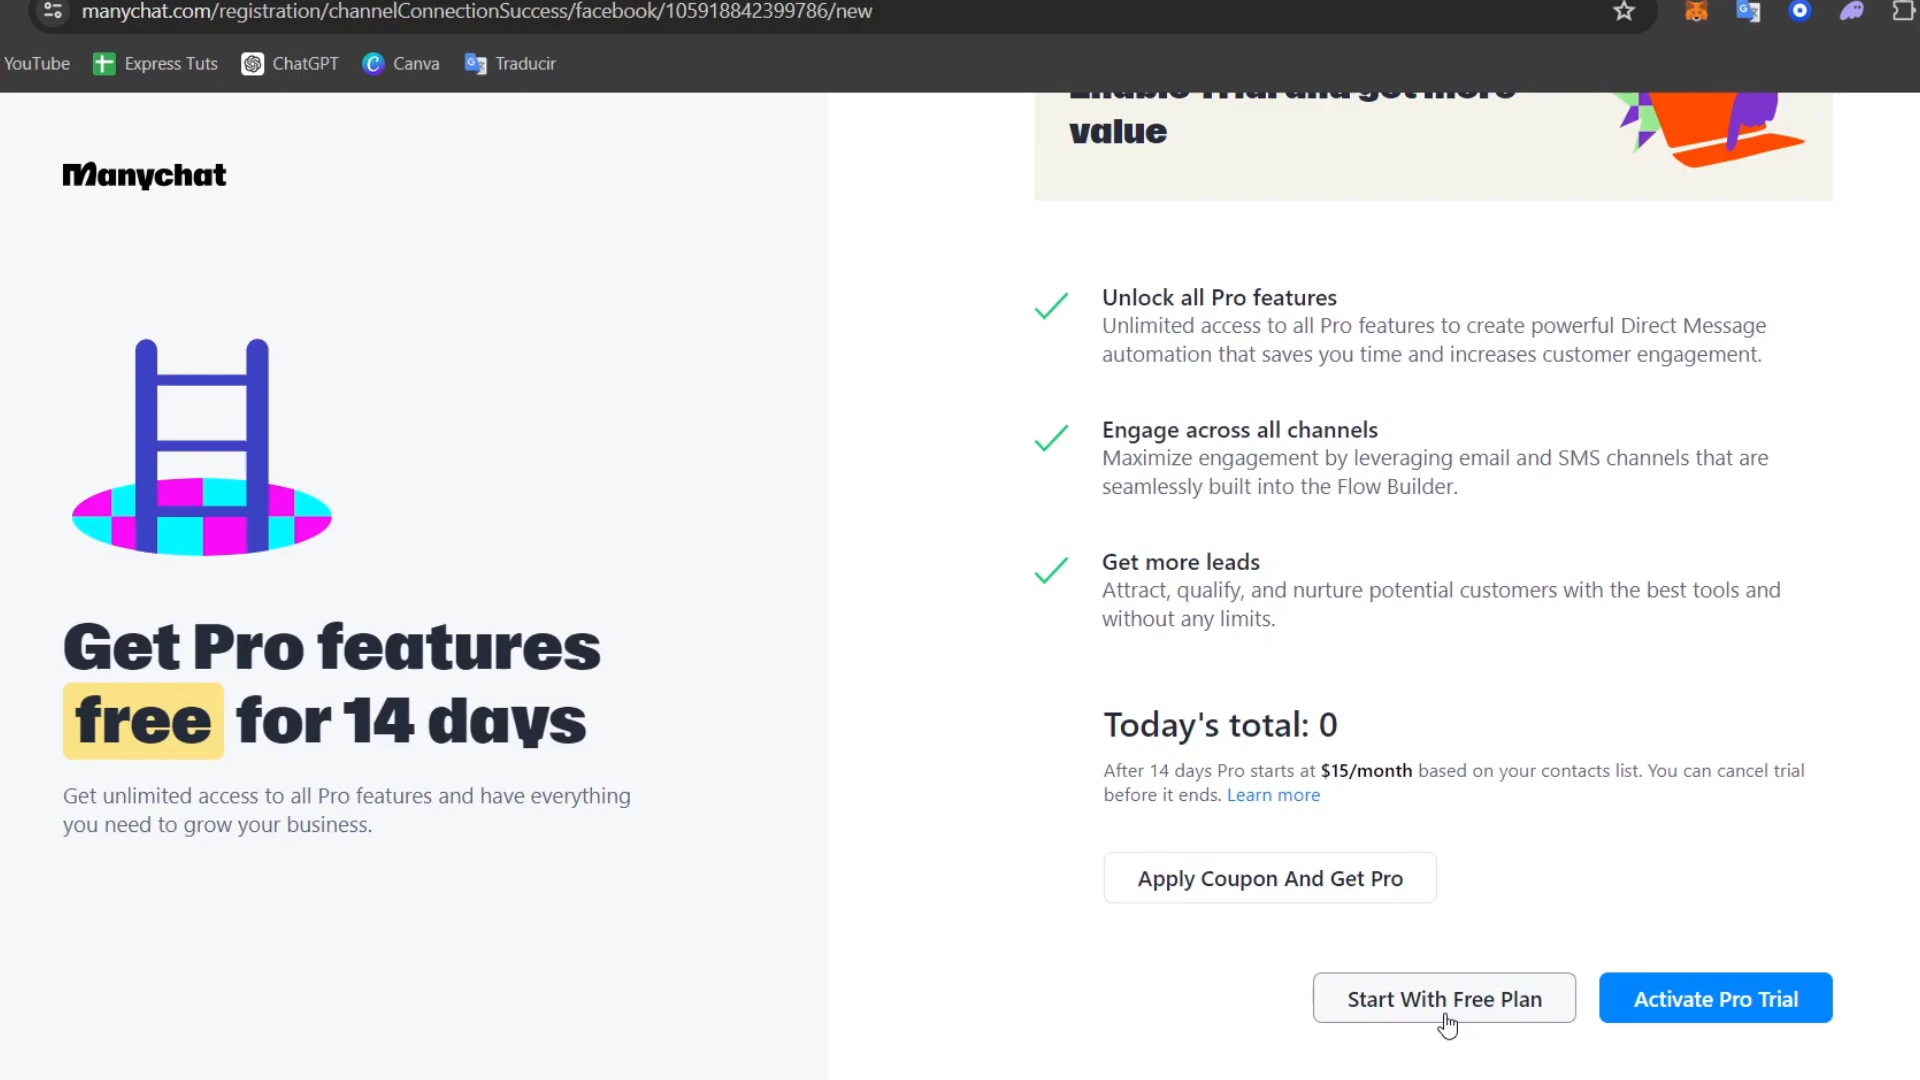 manychat.com/registration/channelConnectionSuccess/facebook/105918842399786/new
YouTube Express Tuts ChatGPT Canva Traducir
Enable Trial and get more
value
Manychat
Unlock all Pro features
Unlimited access to all Pro features to create powerful Direct Message
automation that saves you time and increases customer engagement.
Engage across all channels
Maximize engagement by leveraging email and SMS channels that are
seamlessly built into the Flow Builder.
Get more leads
Attract, qualify, and nurture potential customers with the best tools and
without any limits.
Get Pro features
free for 14 days
Get unlimited access to all Pro features and have everything
you need to grow your business.
Today's total: 0
After 14 days Pro starts at $15/month based on your contacts list. You can cancel trial
before it ends. Learn more
Apply Coupon And Get Pro
Start With Free Plan Activate Pro Trial